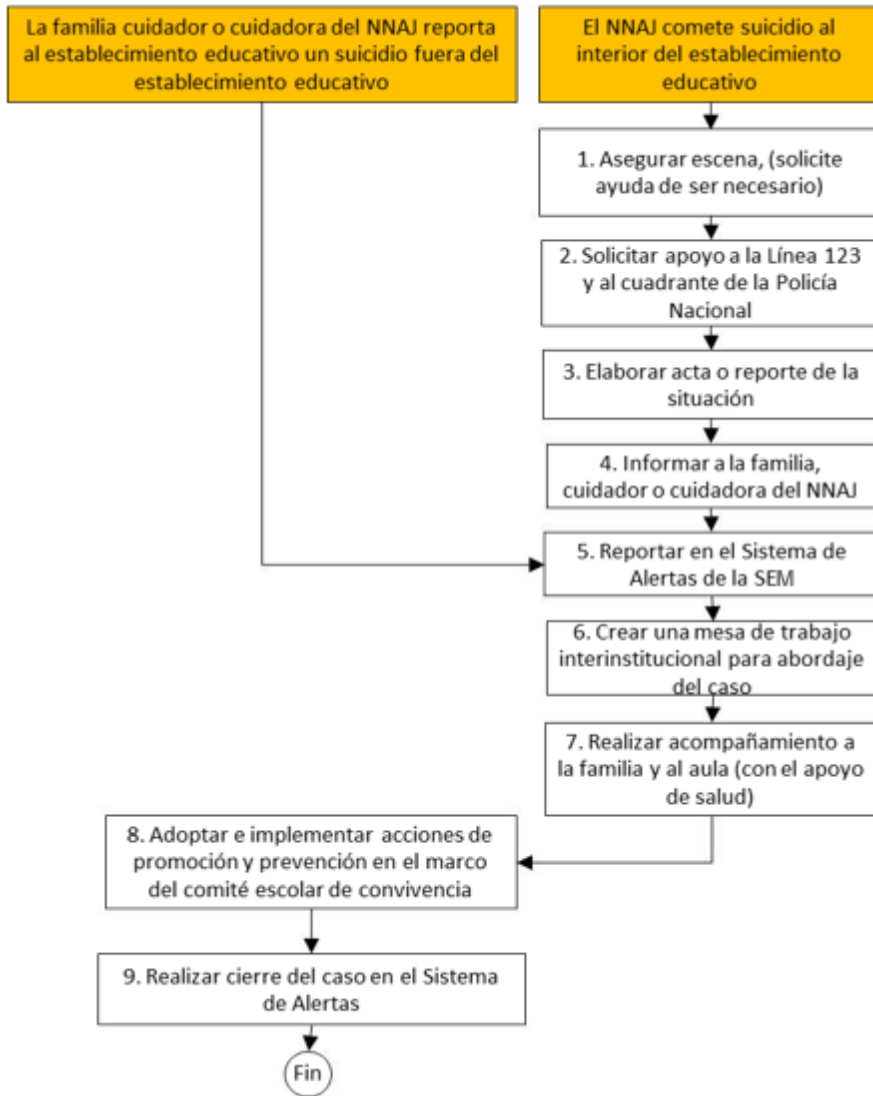 La familia cuidador o cuidadora del NNAJ reporta
al establecimiento educativo un suicidio fuera del
establecimiento educativo
El NNAJ comete suicidio al
interior del establecimiento
educativo
1. Asegurar escena, (solicite
ayuda de ser necesario)
2. Solicitar apoyo a la Línea 123
y al cuadrante de la Policía
Nacional
3. Elaborar acta o reporte de la
situación
4. Informar a la familia,
cuidador o cuidadora del NNAJ
5. Reportar en el Sistema de
Alertas de la SEM
6. Crear una mesa de trabajo
interinstitucional para abordaje
del caso
7. Realizar acompañamiento a
la familia y al aula (con el apoyo
de salud)
8. Adoptar e implementar acciones de
promoción y prevención en el marco
del comité escolar de convivencia
9. Realizar cierre del caso en el Sistema
de Alertas
Fin